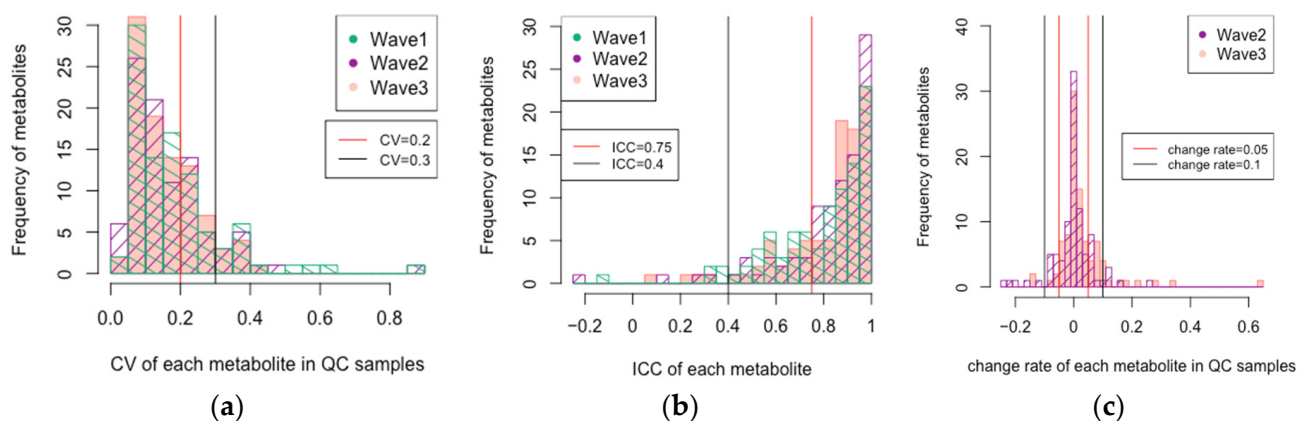 Frequency of metabolites
30
25
20
15
10
5
0
Wave1
Wave2
Wave3
CV=0.2
CV=0.3
0.0 0.2 0.4 0.6 0.8
CV of each metabolite in QC samples
(a)
Frequency of metabolites
30
25
20
15
10
5
0
Wave1
Wave2
Wave3
ICC=0.75
ICC=0.4
−0.2 0 0.2 0.4 0.6 0.8 1
ICC of each metabolite
(b)
Frequency of metabolites
40
30
20
10
0
Wave2
Wave3
change rate=0.05
change rate=0.1
−0.2 0 0.2 0.4 0.6
change rate of each metabolite in QC samples
(c)